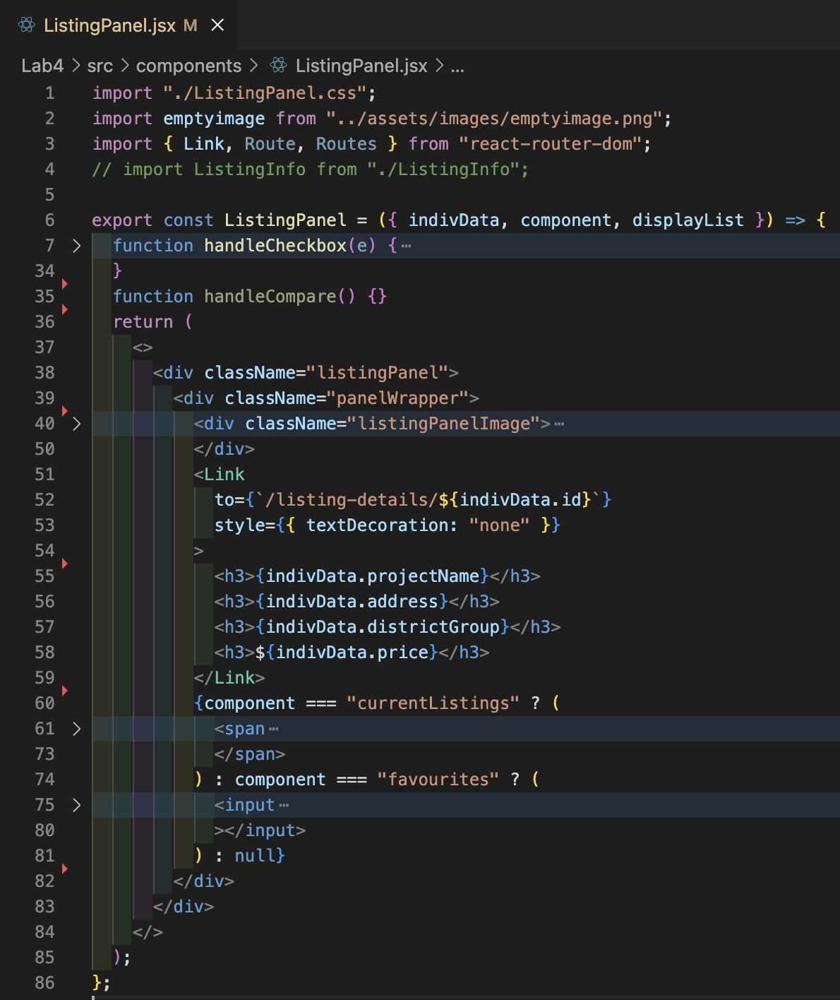 ListingPanel.jsx M ×
Lab4 > src > components > ListingPanel.jsx > ...
1 import "./ListingPanel.css";
2 import emptyimage from "../assets/images/emptyimage.png";
3 import { Link, Route, Routes } from "react-router-dom";
4 // import ListingInfo from "./ListingInfo";
5
6 export const ListingPanel = ({ indivData, component, displayList }) => {
7 > function handleCheckbox(e) {⋯
34 }
35 function handleCompare() {}
36 return (
37 <>
38 <div className="listingPanel">
39 <div className="panelWrapper">
40 > <div className="listingPanelImage">⋯
50 </div>
51 <Link
52 to={`/listing-details/${indivData.id}`}
53 style={{ textDecoration: "none" }}
54 >
55 <h3>{indivData.projectName}</h3>
56 <h3>{indivData.address}</h3>
57 <h3>{indivData.districtGroup}</h3>
58 <h3>${indivData.price}</h3>
59 </Link>
60 {component === "currentListings" ? (
61 > <span⋯
73 </span>
74 ) : component === "favourites" ? (
75 > <input⋯
80 ></input>
81 ) : null}
82 </div>
83 </div>
84 </>
85 );
86 };